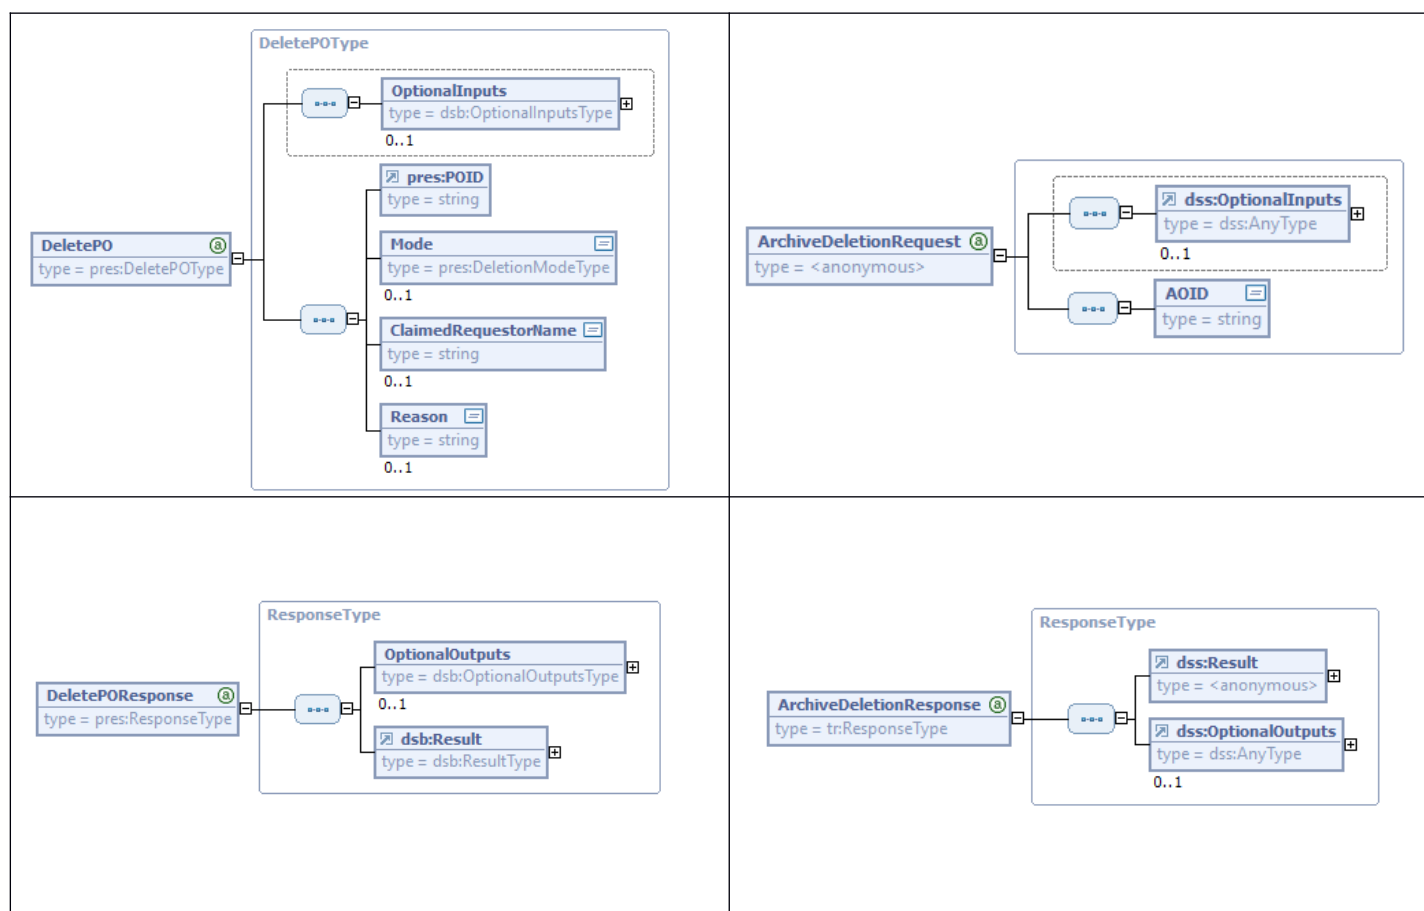 DeletePOType
OptionalInputs
type = dsb:OptionalInputsType
0..1
pres:POID
type = string
DeletePO
type = pres:DeletePOType
Mode
type = pres:DeletionModeType
0..1
ClaimedRequestorName
type = string
0..1
Reason
type = string
0..1
dss:OptionalInputs
type = dss:AnyType
0..1
ArchiveDeletionRequest
type = <anonymous>
AOID
type = string
ResponseType
OptionalOutputs
type = dsb:OptionalOutputsType
0..1
DeletePOResponse
type = pres:ResponseType
dsb:Result
type = dsb:ResultType
ResponseType
dss:Result
type = <anonymous>
ArchiveDeletionResponse
type = tr:ResponseType
dss:OptionalOutputs
type = dss:AnyType
0..1